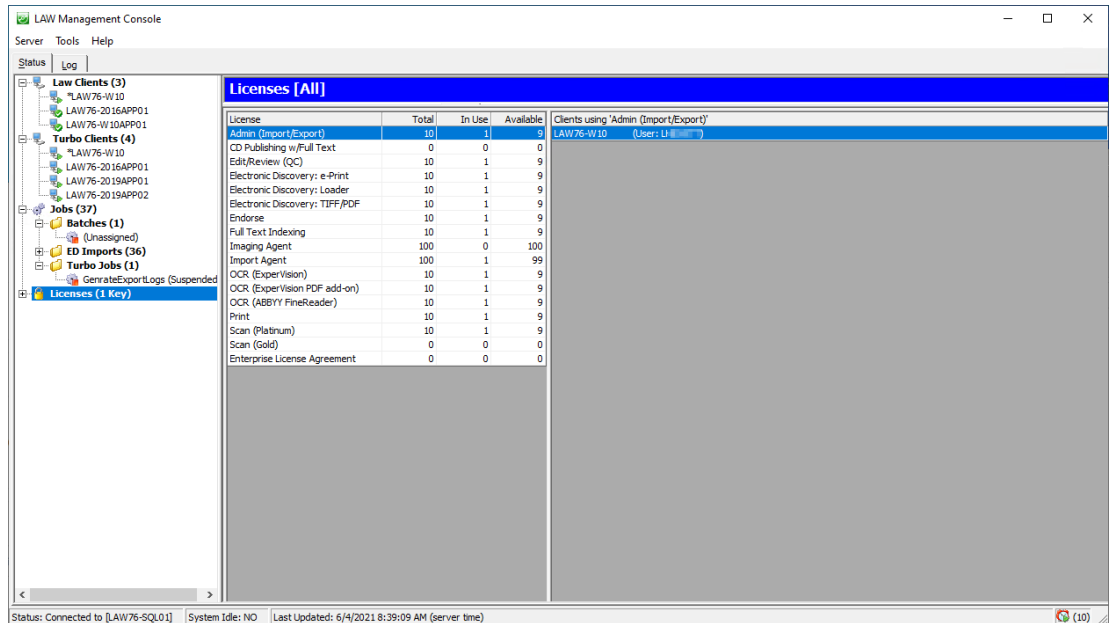 LAW Management Console
Server Tools Help
Status Log
Law Clients (3)
*LAW76-W10
LAW76-2016APP01
LAW76-W10APP01
Turbo Clients (4)
*LAW76-W10
LAW76-2016APP01
LAW76-2019APP01
LAW76-2019APP02
Jobs (37)
Batches (1)
(Unassigned)
ED Imports (36)
Turbo Jobs (1)
GenrateExportLogs (Suspended
Licenses (1 Key)
Licenses [All]
License Total In Use Available
Admin (Import/Export) 10 1 9
CD Publishing w/Full Text 0 0 0
Edit/Review (QC) 10 1 9
Electronic Discovery: e-Print 10 1 9
Electronic Discovery: Loader 10 1 9
Electronic Discovery: TIFF/PDF 10 1 9
Endorse 10 1 9
Full Text Indexing 10 1 9
Imaging Agent 100 0 100
Import Agent 100 1 99
OCR (ExperVision) 10 1 9
OCR (ExperVision PDF add-on) 10 1 9
OCR (ABBYY FineReader) 10 1 9
Print 10 1 9
Scan (Platinum) 10 1 9
Scan (Gold) 0 0 0
Enterprise License Agreement 0 0 0
Clients using 'Admin (Import/Export)'
LAW76-W10 (User: )
Status: Connected to [LAW76-SQL01] System Idle: NO Last Updated: 6/4/2021 8:39:09 AM (server time) (10)